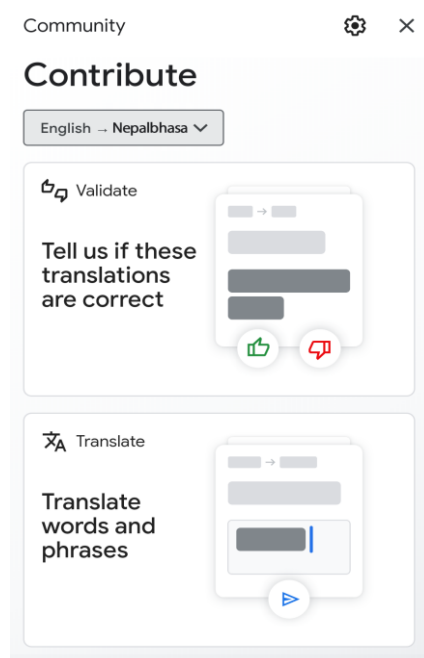 Community
Contribute
English → Nepalbhasa
Validate
Tell us if these
translations
are correct
Translate
Translate
words and
phrases